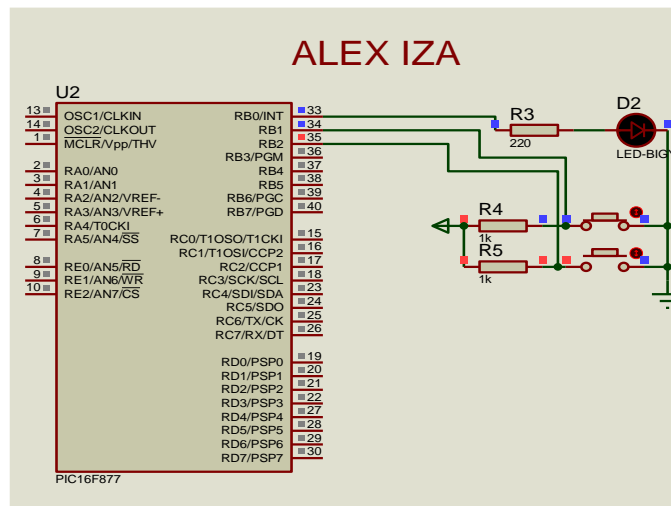 ALEX IZA
U2
13 OSC1/CLKIN RB0/INT 33
14 OSC2/CLKOUT RB1 34
1 MCLR/Vpp/THV RB2 35
RB3/PGM 36
2 RA0/AN0 RB4 37
3 RA1/AN1 RB5 38
4 RA2/AN2/VREF- RB6/PGC 39
5 RA3/AN3/VREF+ RB7/PGD 40
6 RA4/T0CKI
7 RA5/AN4/SS RC0/T1OSO/T1CKI 15
RC1/T1OSI/CCP2 16
8 RE0/AN5/RD RC2/CCP1 17
9 RE1/AN6/WR RC3/SCK/SCL 18
10 RE2/AN7/CS RC4/SDI/SDA 23
RC5/SDO 24
RC6/TX/CK 25
RC7/RX/DT 26
RD0/PSP0 19
RD1/PSP1 20
RD2/PSP2 21
RD3/PSP3 22
RD4/PSP4 27
RD5/PSP5 28
RD6/PSP6 29
RD7/PSP7 30
PIC16F877
R3
220
D2
LED-BIGY
R4
1k
R5
1k